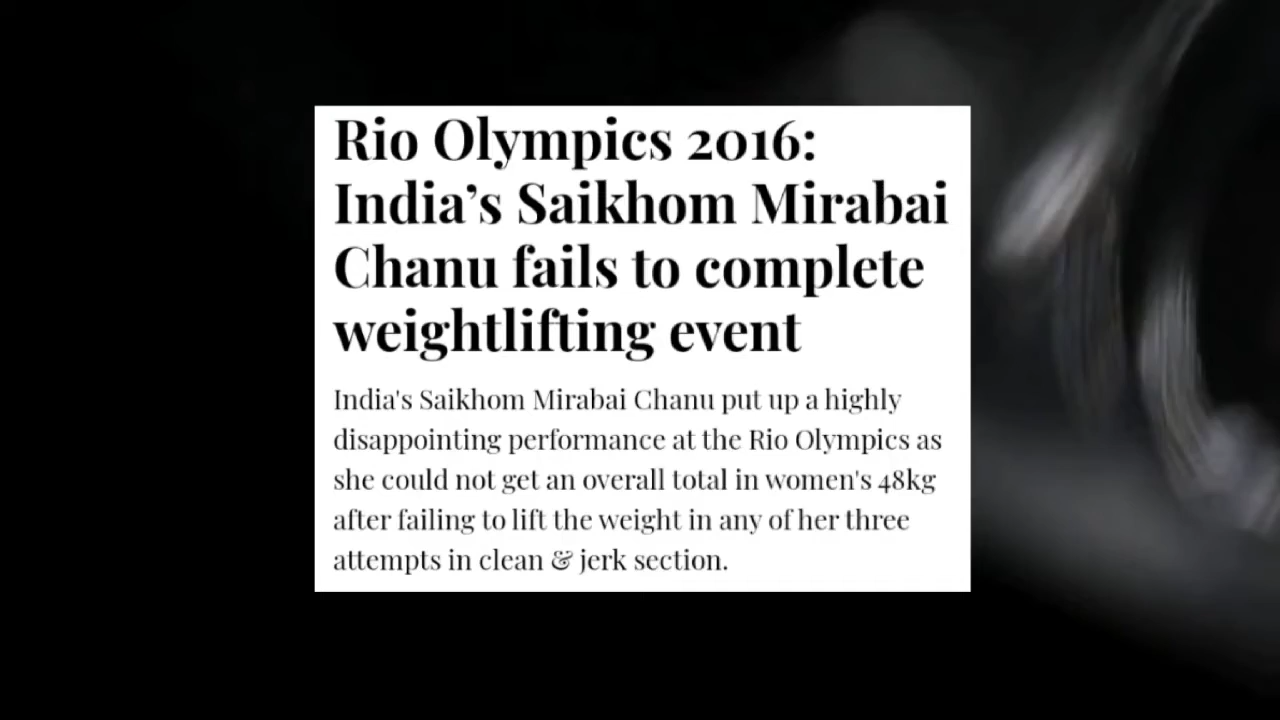 Rio Olympics 2016:
India’s Saikhom Mirabai
Chanu fails to complete
weightlifting event
India's Saikhom Mirabai Chanu put up a highly
disappointing performance at the Rio Olympics as
she could not get an overall total in women's 48kg
after failing to lift the weight in any of her three
attempts in clean & jerk section.